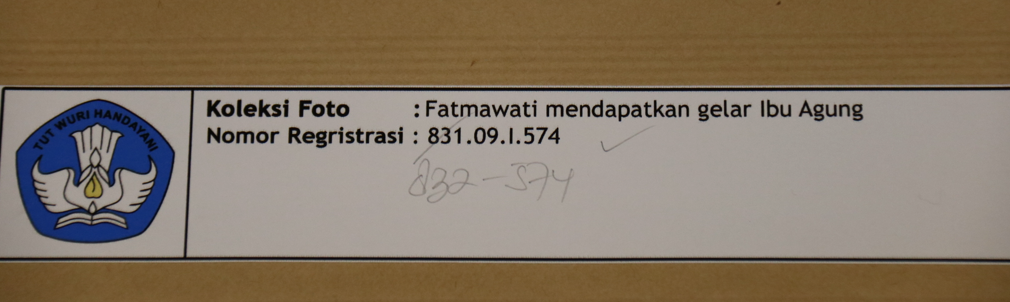 TUT WURI HANDAYANI
Koleksi Foto : Fatmawati mendapatkan gelar Ibu Agung
Nomor Regristrasi : 831.09.I.574
832-574